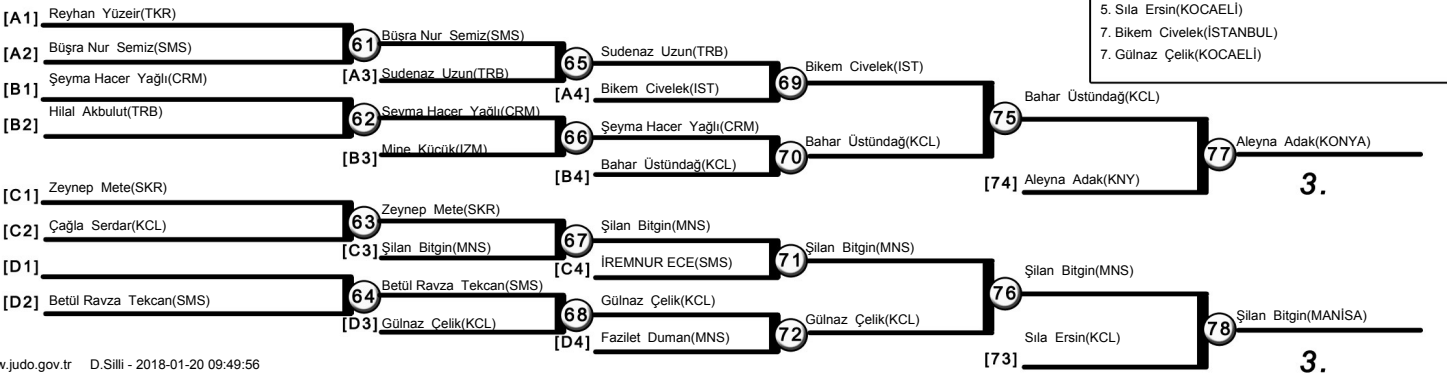 5. Sıla Ersin(KOCAELİ)
7. Bikem Civelek(İSTANBUL)
7. Gülnaz Çelik(KOCAELİ)
[A1] Reyhan Yüzeir(TKR)
61 Büşra Nur Semiz(SMS)
[A2] Büşra Nur Semiz(SMS)
65 Sudenaz Uzun(TRB)
[A3] Sudenaz Uzun(TRB)
69 Bikem Civelek(IST)
[A4] Bikem Civelek(IST)
[B1] Şeyma Hacer Yağlı(CRM)
75 Bahar Üstündağ(KCL)
[B2] Hilal Akbulut(TRB)
62 Şeyma Hacer Yağlı(CRM)
66 Şeyma Hacer Yağlı(CRM)
70 Bahar Üstündağ(KCL)
77 Aleyna Adak(KONYA)
[B3] Mine Küçük(IZM)
[B4] Bahar Üstündağ(KCL)
[74] Aleyna Adak(KNY)
3.
[C1] Zeynep Mete(SKR)
63 Zeynep Mete(SKR)
[C2] Çağla Serdar(KCL)
67 Şilan Bitgin(MNS)
[C3] Şilan Bitgin(MNS)
71 Şilan Bitgin(MNS)
[C4] İREMNUR ECE(SMS)
[D1]
76 Şilan Bitgin(MNS)
[D2] Betül Ravza Tekcan(SMS)
64 Betül Ravza Tekcan(SMS)
68 Gülnaz Çelik(KCL)
72 Gülnaz Çelik(KCL)
78 Şilan Bitgin(MANİSA)
[D3] Gülnaz Çelik(KCL)
[D4] Fazilet Duman(MNS)
[73] Sıla Ersin(KCL)
3.
w.judo.gov.tr D.Silli - 2018-01-20 09:49:56